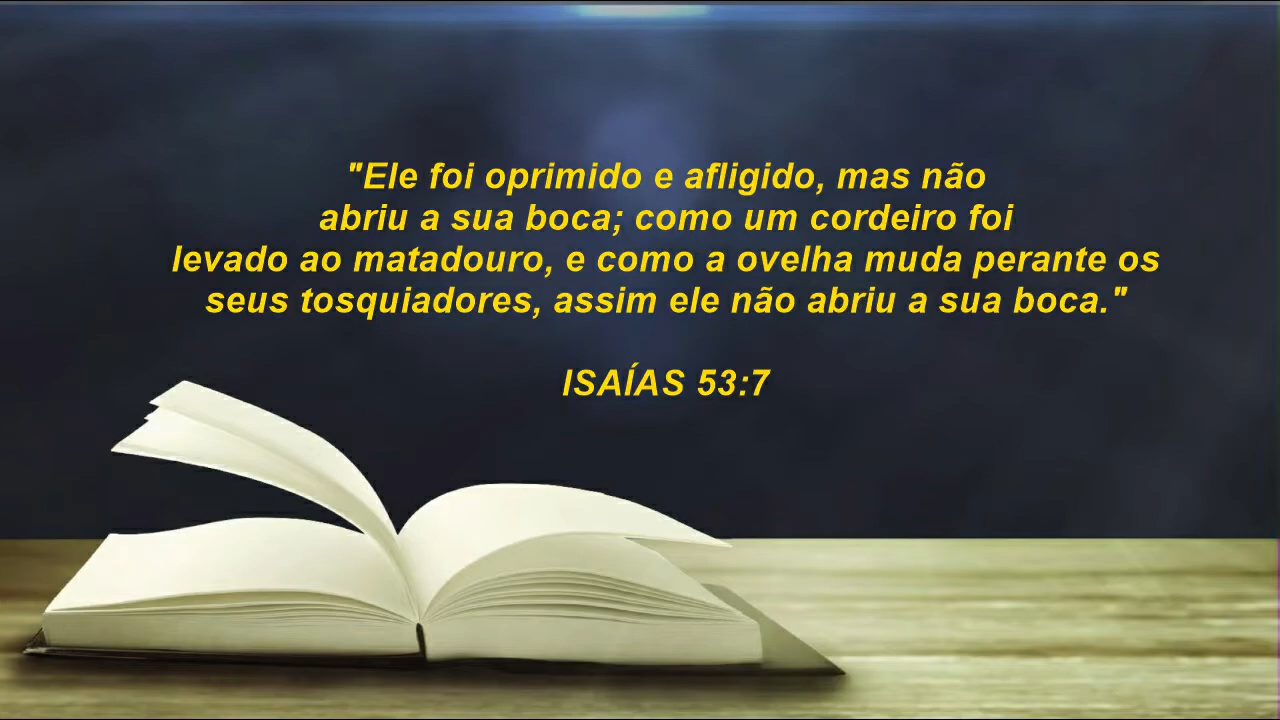 "Ele foi oprimido e afligido, mas não
abriu a sua boca; como um cordeiro foi
levado ao matadouro, e como a ovelha muda perante os
seus tosquiadores, assim ele não abriu a sua boca."
ISAÍAS 53:7